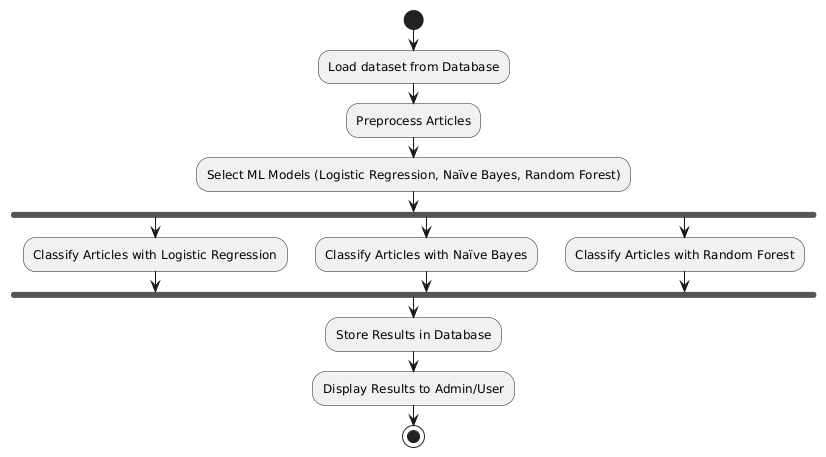 Load dataset from Database
Preprocess Articles
Select ML Models (Logistic Regression, Naïve Bayes, Random Forest)
Classify Articles with Logistic Regression
Classify Articles with Naïve Bayes
Classify Articles with Random Forest
Store Results in Database
Display Results to Admin/User